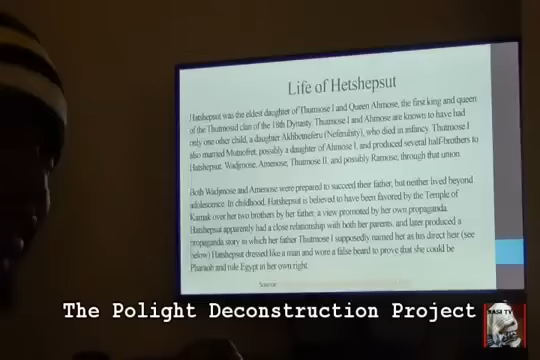 Life of Hetshepsut
Hatshepsut was the eldest daughter of Thutmose I and Queen Ahmose, the first king and queen
of the Thutmosid clan of the 18th Dynasty. Thutmose I and Ahmose are known to have had
only one other child, a daughter Akhbetneferu (Neferubity), who died in infancy. Thutmose I
also married Mutnofret, possibly a daughter of Ahmose I, and produced several half-brothers to
Hatshepsut: Wadjmose, Amenose, Thutmose II, and possibly Ramose, through that union.
Both Wadjmose and Amenose were prepared to succeed their father, but neither lived beyond
adolescence. In childhood, Hatshepsut is believed to have been favored by the Temple of
Karnak over her two brothers by her father, a view promoted by her own propaganda.
Hatshepsut apparently had a close relationship with both her parents, and later produced a
propaganda story in which her father Thutmose I supposedly named her as his direct heir (see
below) Hatshepsut dressed like a man and wore a false beard to prove that she could be
Pharaoh and rule Egypt in her own right.
Source:
The Polight Deconstruction Project
SASI TV